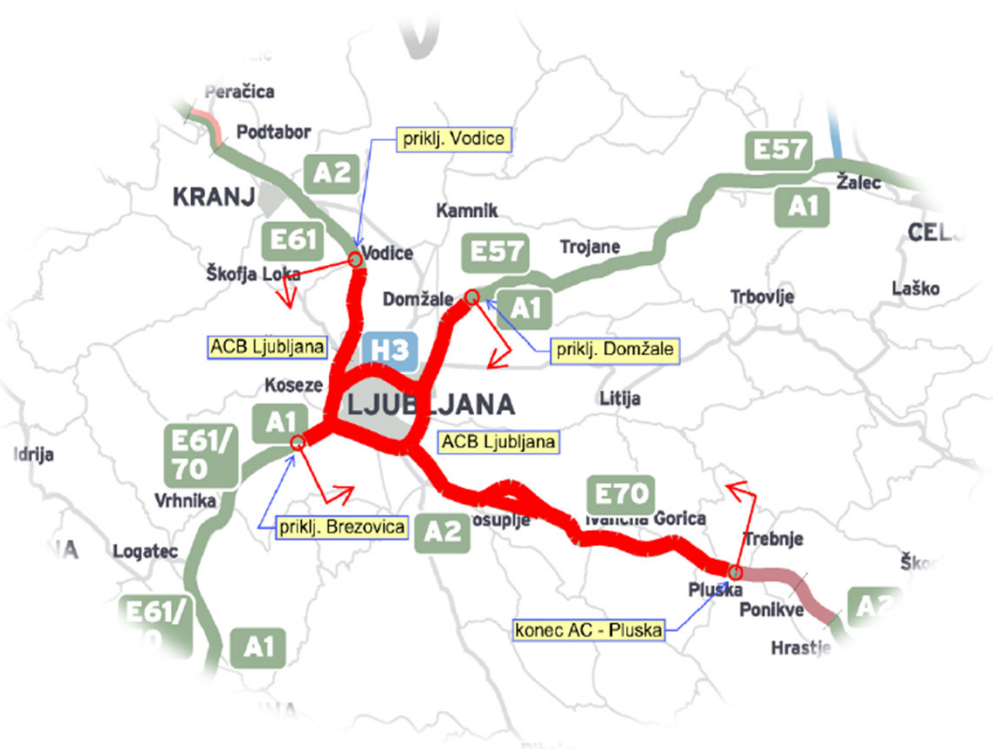 Peračica
Podtabor
priklj. Vodice
E57
A2
Žalec
KRANJ
A1
Kamnik
E61
Vodice
E57
Trojane
Škofja Loka
Domžale
A1
Trbovlje
Laško
ACB Ljubljana
H3
priklj. Domžale
Koseze
LJUBLJANA
Litija
A1
ACB Ljubljana
E61/
70
Idrija
Vrhnika
E70
priklj. Brezovica
A2
Ivančna Gorica
Logatec
Trebnje
Pluska
Ponikve
E61/
A2
konec AC - Pluska
A1
Hrastje